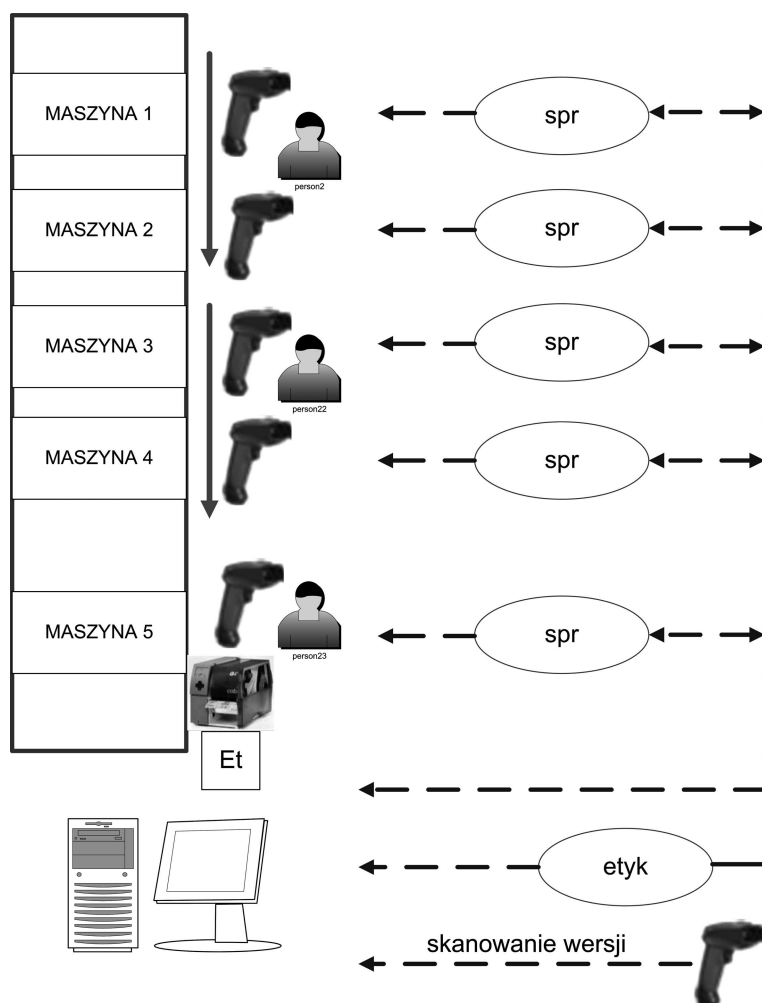 MASZYNA 1
spr
person2
MASZYNA 2
spr
MASZYNA 3
spr
person22
MASZYNA 4
spr
MASZYNA 5
spr
person23
Et
etyk
skanowanie wersji